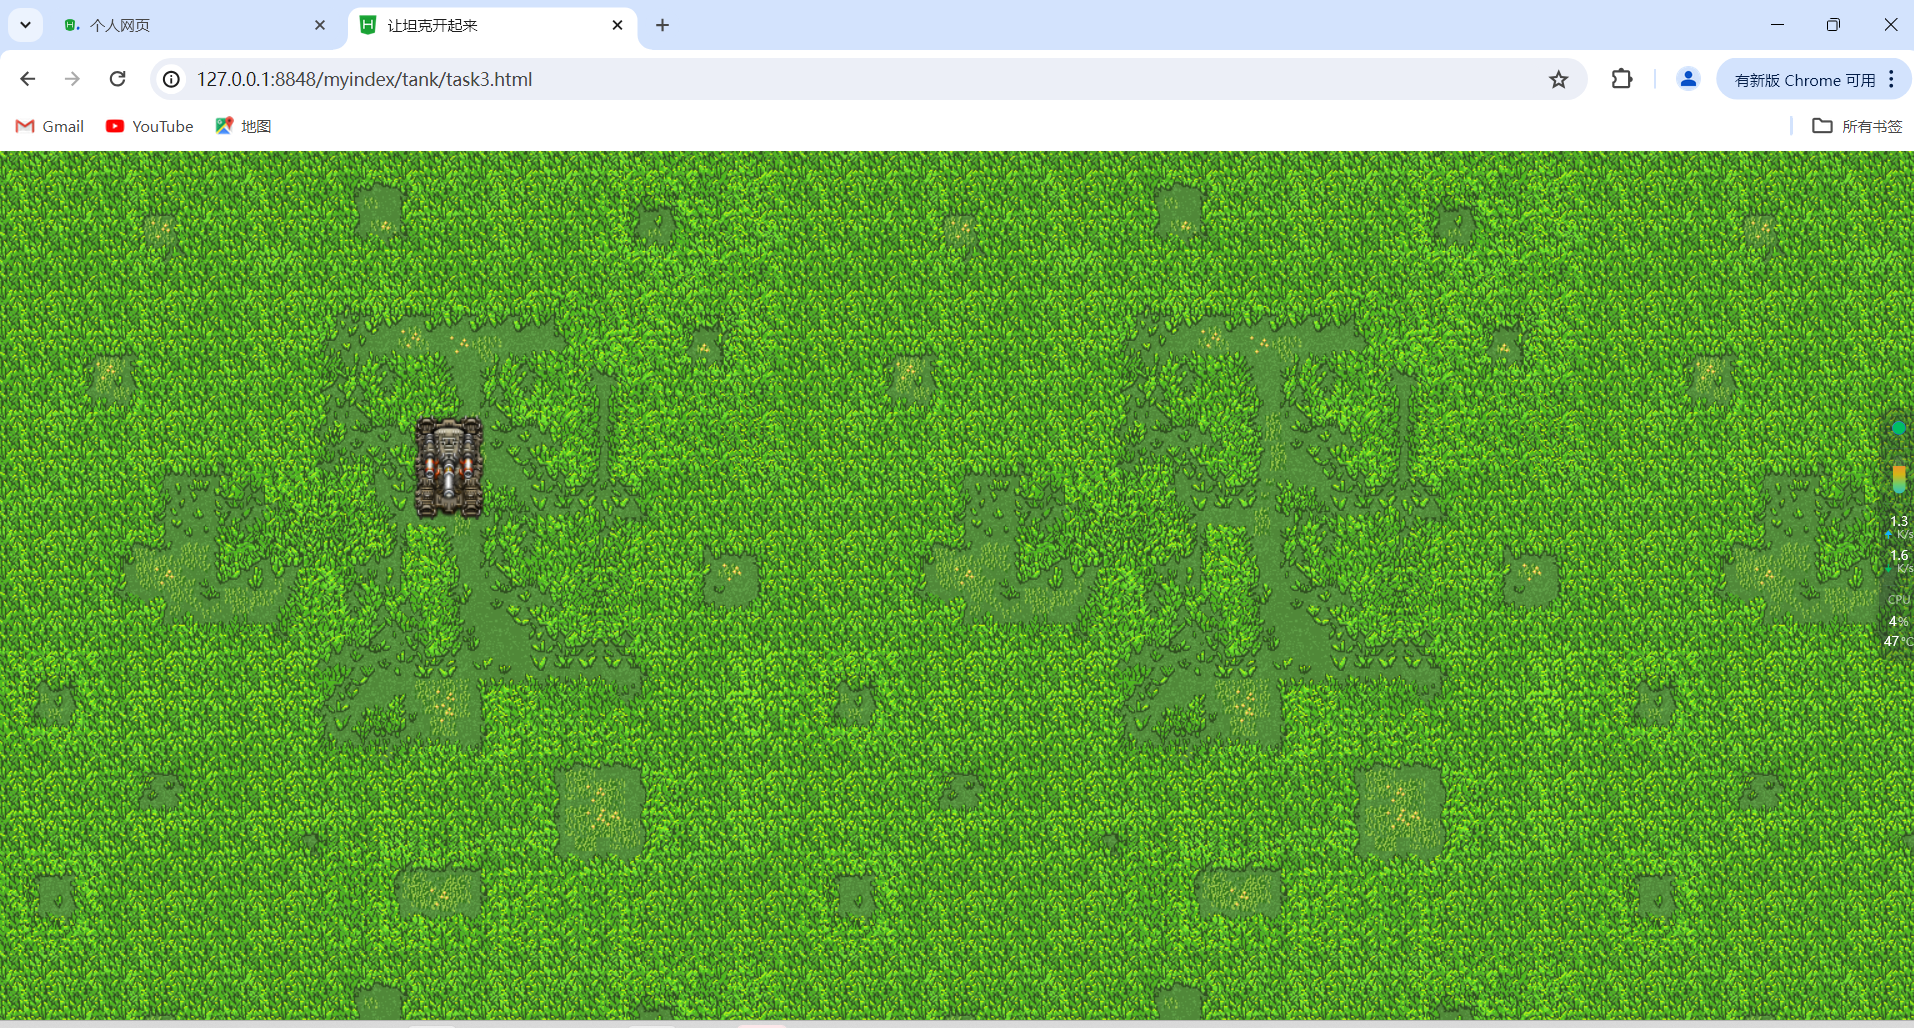 个人网页
让坦克开起来
127.0.0.1:8848/myindex/tank/task3.html
有新版 Chrome 可用
Gmail
YouTube
地图
所有书签
1.3
K/s
1.6
K/s
CPU
4%
47°C